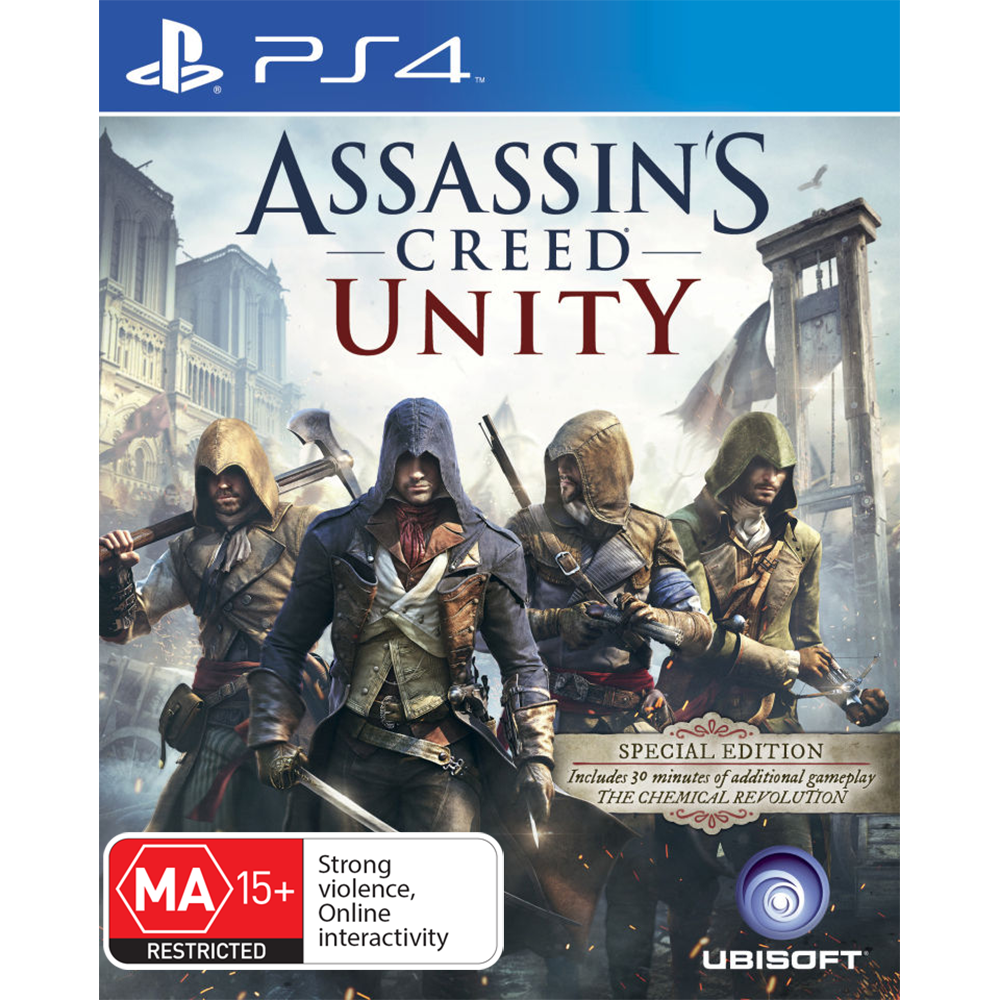 PS4™
ASSASSIN'S
CREED®
UNITY
SPECIAL EDITION
Includes 30 minutes of additional gameplay
THE CHEMICAL REVOLUTION
MA 15+
RESTRICTED
Strong
violence,
Online
interactivity
UBISOFT